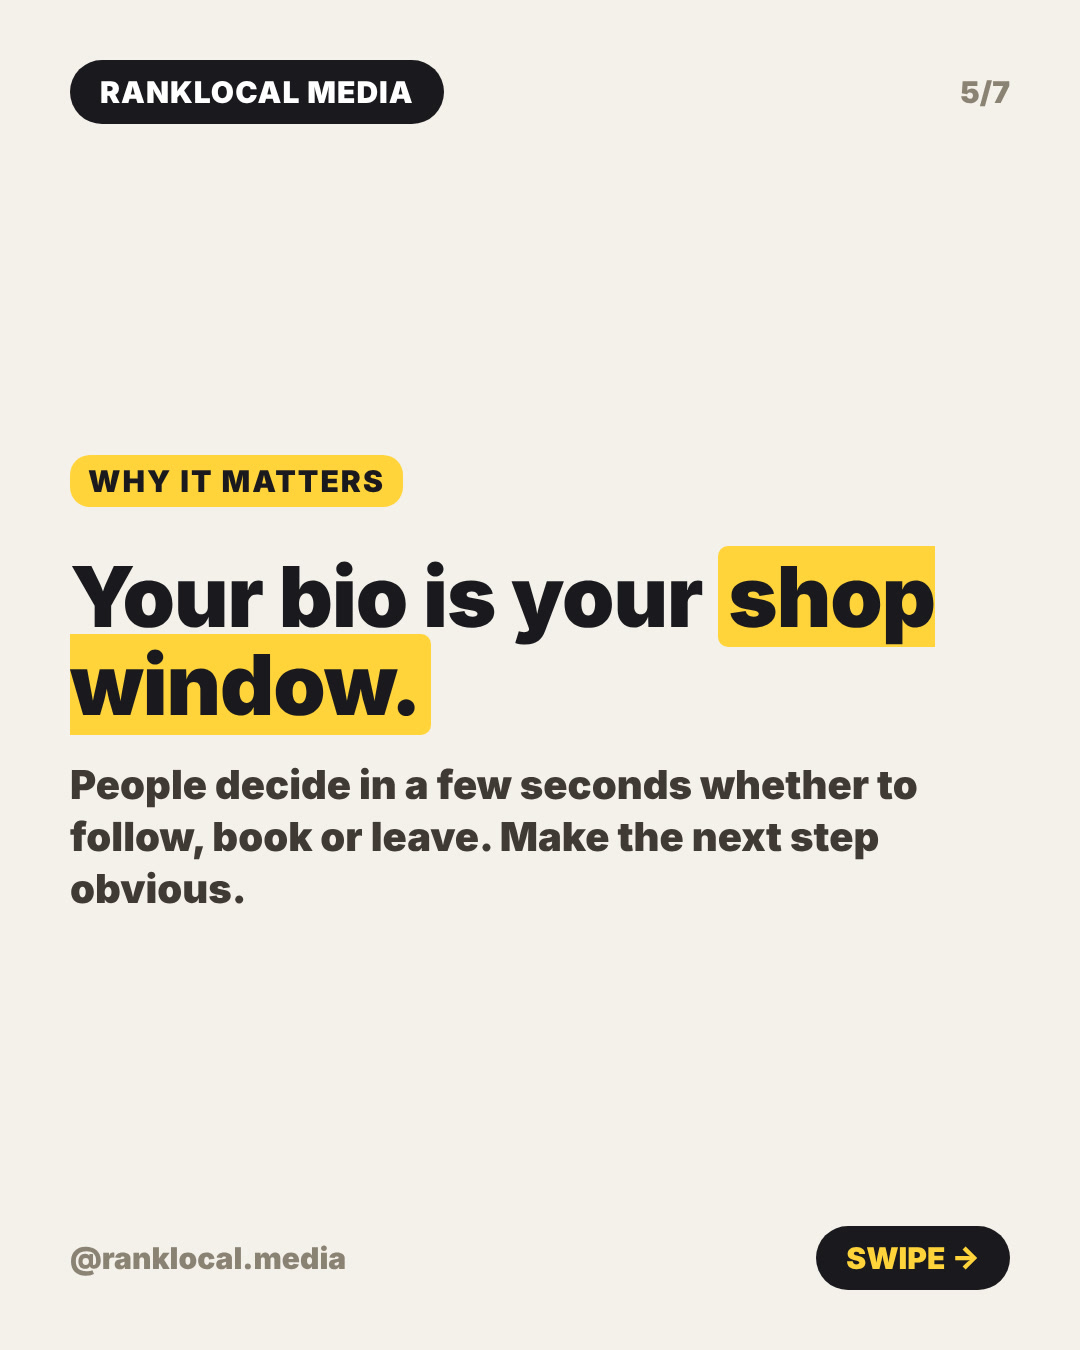 RANKLOCAL MEDIA
5/7
WHY IT MATTERS
Your bio is your shop
window.
People decide in a few seconds whether to
follow, book or leave. Make the next step
obvious.
@ranklocal.media
SWIPE →